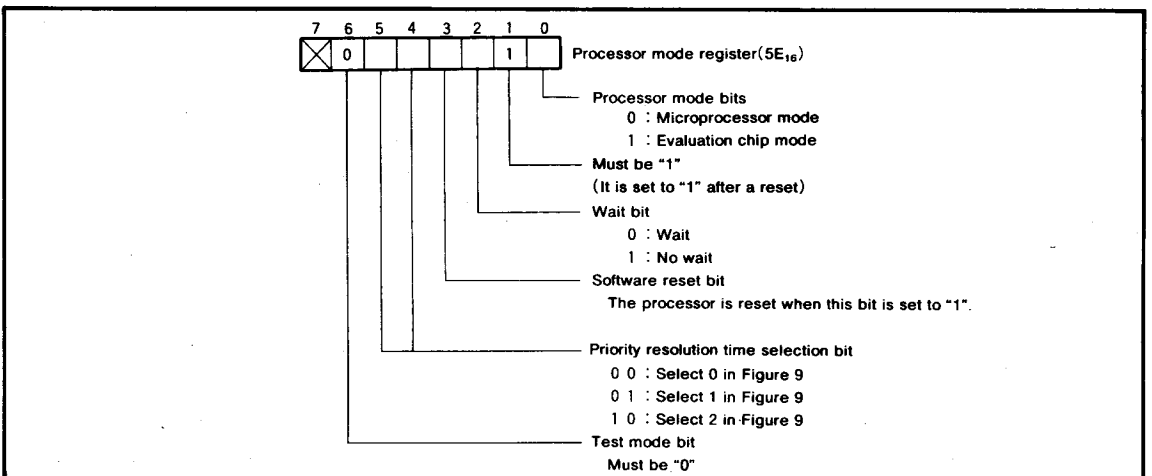 7 6 5 4 3 2 1 0
0 1 Processor mode register(5E₁₆)
Processor mode bits
0 : Microprocessor mode
1 : Evaluation chip mode
Must be "1"
(It is set to "1" after a reset)
Wait bit
0 : Wait
1 : No wait
Software reset bit
The processor is reset when this bit is set to "1".
Priority resolution time selection bit
0 0 : Select 0 in Figure 9
0 1 : Select 1 in Figure 9
1 0 : Select 2 in Figure 9
Test mode bit
Must be "0"